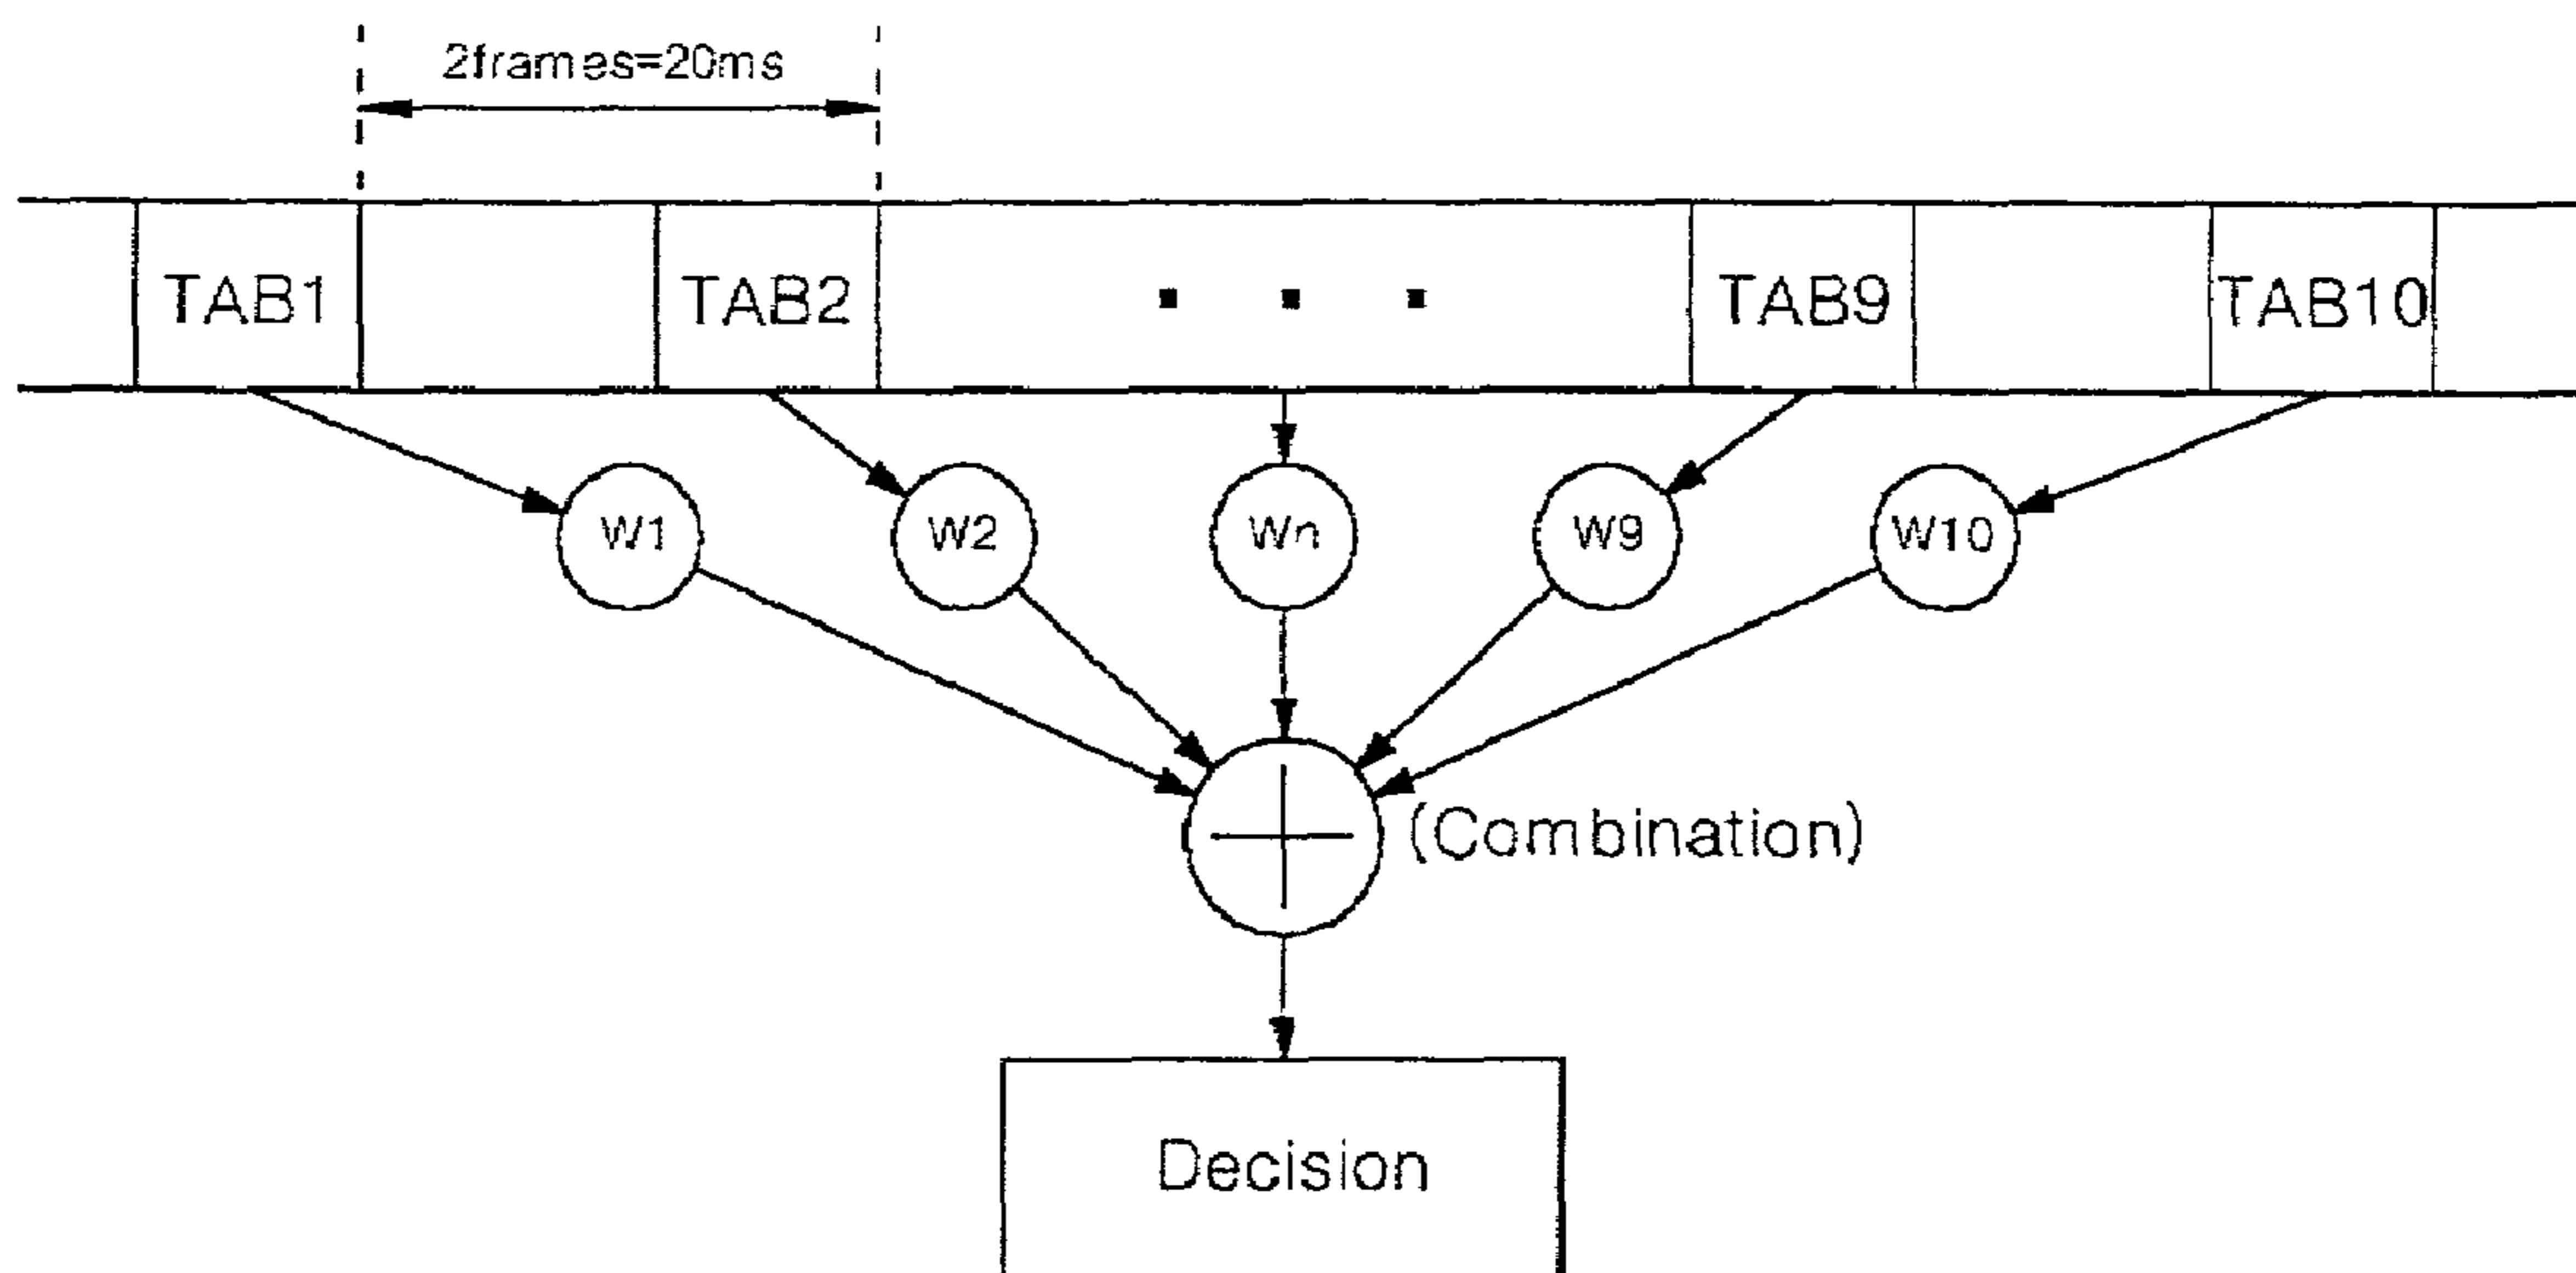 2frames=20ms
TAB1 TAB2 . . . TAB9 TAB10
W1 W2 Wn W9 W10
(Combination)
Decision